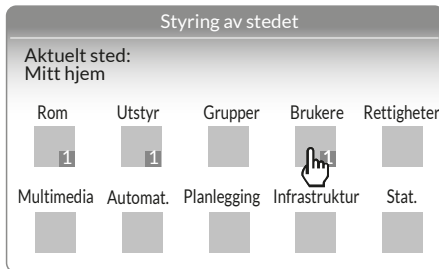 Styring av stedet
Aktuelt sted:
Mitt hjem
Rom Utstyr Grupper Brukere Rettigheter
1 1 1
Multimedia Automat. Planlegging Infrastruktur Stat.